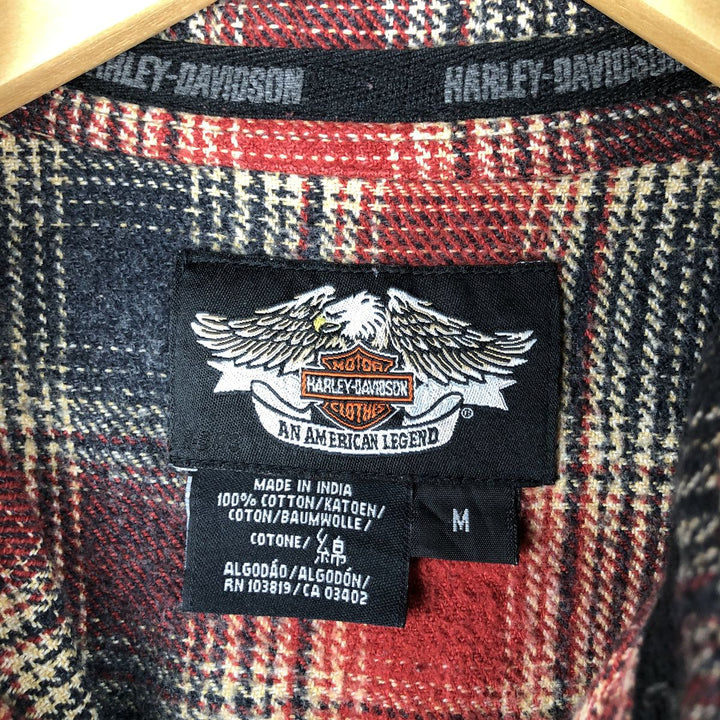 HARLEY-DAVIDSON HARLEY-DAVIDSON
MOTOR
HARLEY-DAVIDSON
CLOTHES
®
AN AMERICAN LEGEND
MADE IN INDIA
100% COTTON/KATOEN/
COTON/BAUMWOLLE/
COTONE/綿
ALGODÃO/ALGODÓN/
RN 103819/CA 03402
M